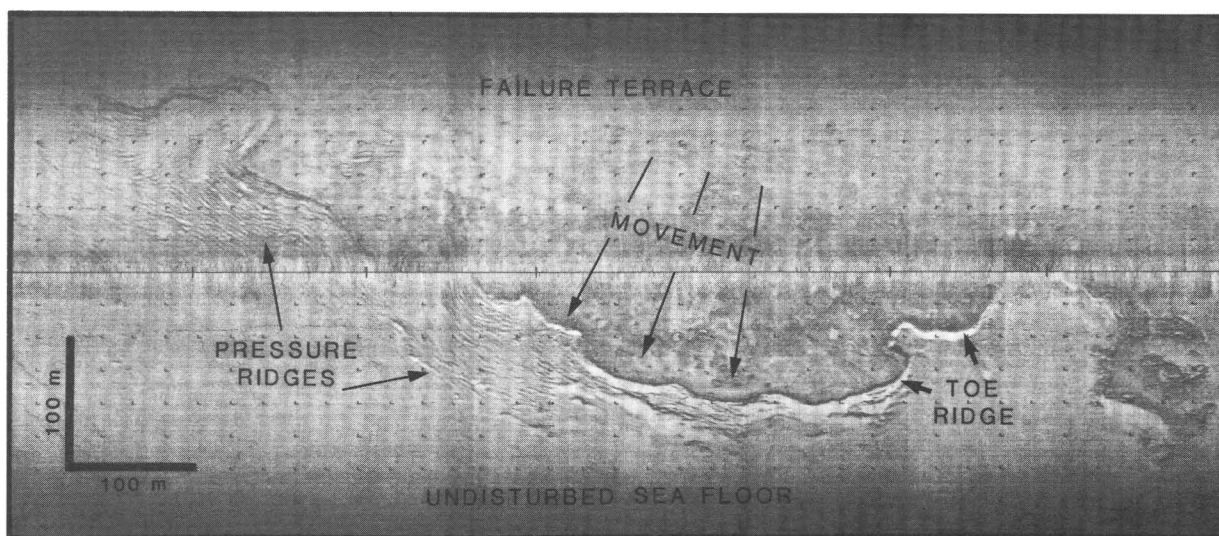 FAILURE TERRACE
MOVEMENT
PRESSURE
RIDGES
TOE
RIDGE
100 m
100 m
UNDISTURBED SEA FLOOR